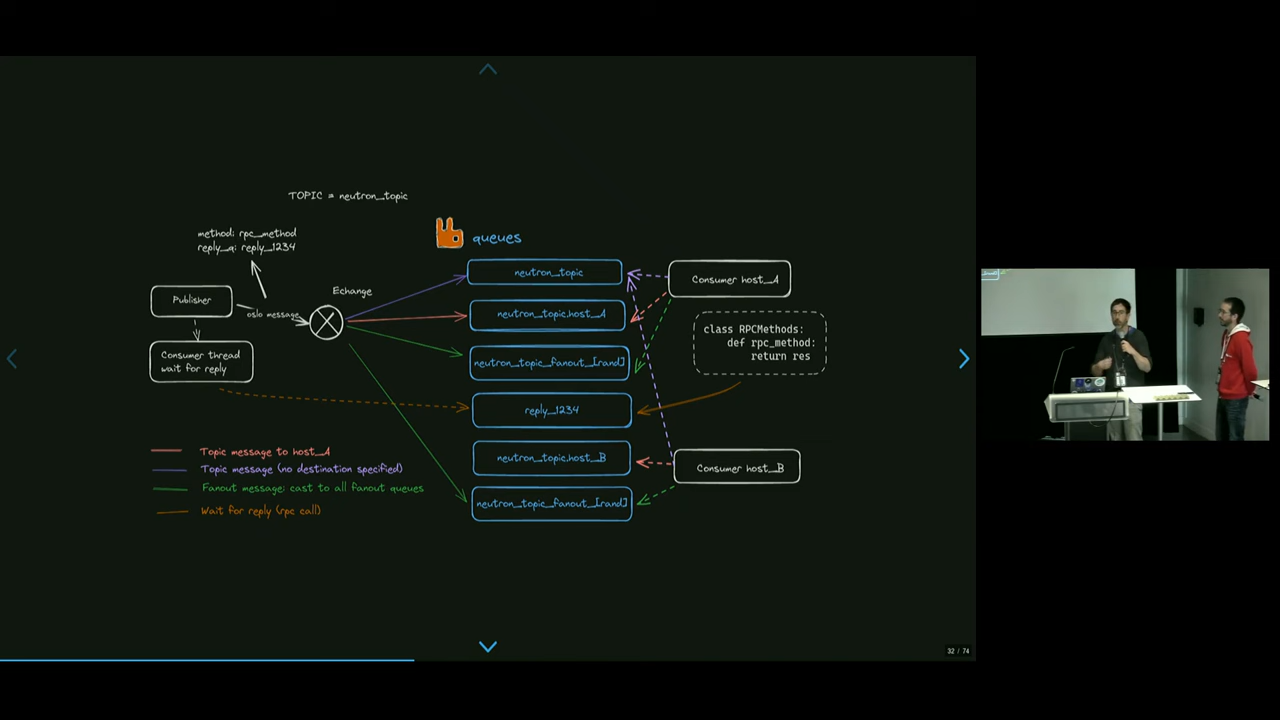 TOPIC = neutron_topic
method: rpc_method
reply_q: reply_1234
queues
Publisher
oslo message
Echange
Consumer thread
wait for reply
neutron_topic
neutron_topic.host_A
neutron_topic_fanout_[rand]
reply_1234
neutron_topic.host_B
neutron_topic_fanout_[rand]
Consumer host_A
class RPCMethods:
def rpc_method:
return res
Consumer host_B
Topic message to host_A
Topic message (no destination specified)
Fanout message: cast to all fanout queues
Wait for reply (rpc call)
32 / 74